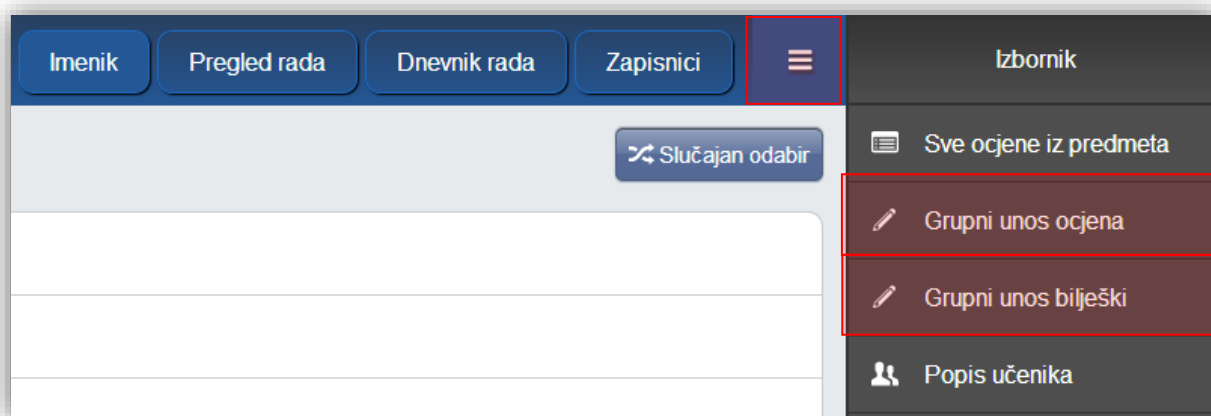 Imenik
Pregled rada
Dnevnik rada
Zapisnici
Izbornik
Slučajan odabir
Sve ocjene iz predmeta
Grupni unos ocjena
Grupni unos bilješki
Popis učenika